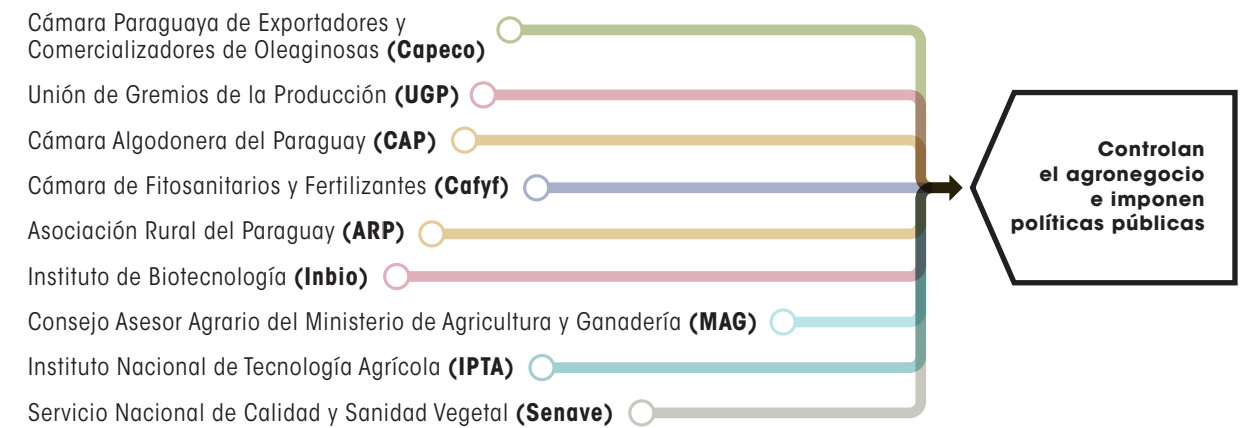 Cámara Paraguaya de Exportadores y
Comercializadores de Oleaginosas (Capeco)
Unión de Gremios de la Producción (UGP)
Cámara Algodonera del Paraguay (CAP)
Cámara de Fitosanitarios y Fertilizantes (Cafyf)
Asociación Rural del Paraguay (ARP)
Instituto de Biotecnología (Inbio)
Consejo Asesor Agrario del Ministerio de Agricultura y Ganadería (MAG)
Instituto Nacional de Tecnología Agrícola (IPTA)
Servicio Nacional de Calidad y Sanidad Vegetal (Senave)
Controlan
el agronegocio
e imponen
políticas públicas